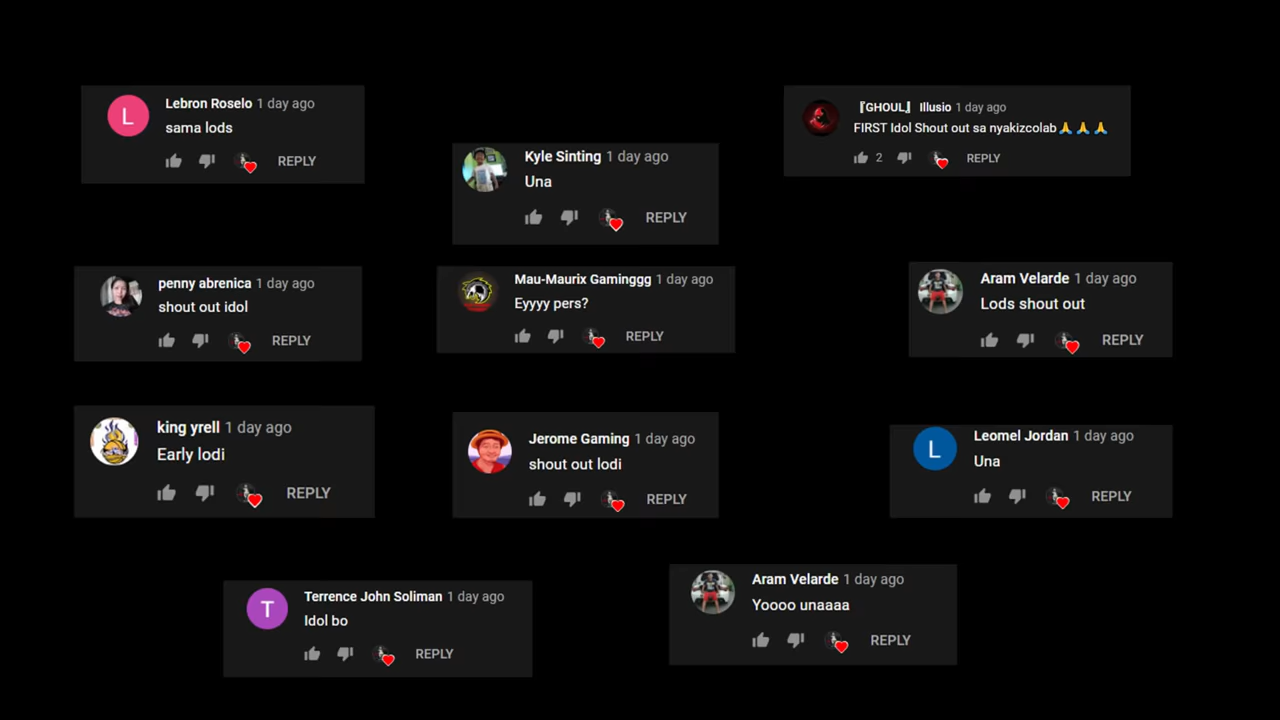 Lebron Roselo 1 day ago
sama lods
REPLY
Kyle Sinting 1 day ago
Una
REPLY
『GHOUL』 Illusio 1 day ago
FIRST Idol Shout out sa nyakizcolab🙏🙏🙏
2 REPLY
penny abrenica 1 day ago
shout out idol
REPLY
Mau-Maurix Gaminggg 1 day ago
Eyyyy pers?
REPLY
Aram Velarde 1 day ago
Lods shout out
REPLY
king yrell 1 day ago
Early lodi
REPLY
Jerome Gaming 1 day ago
shout out lodi
REPLY
Leomel Jordan 1 day ago
Una
REPLY
Terrence John Soliman 1 day ago
Idol bo
REPLY
Aram Velarde 1 day ago
Yoooo unaaaa
REPLY
L
L
T